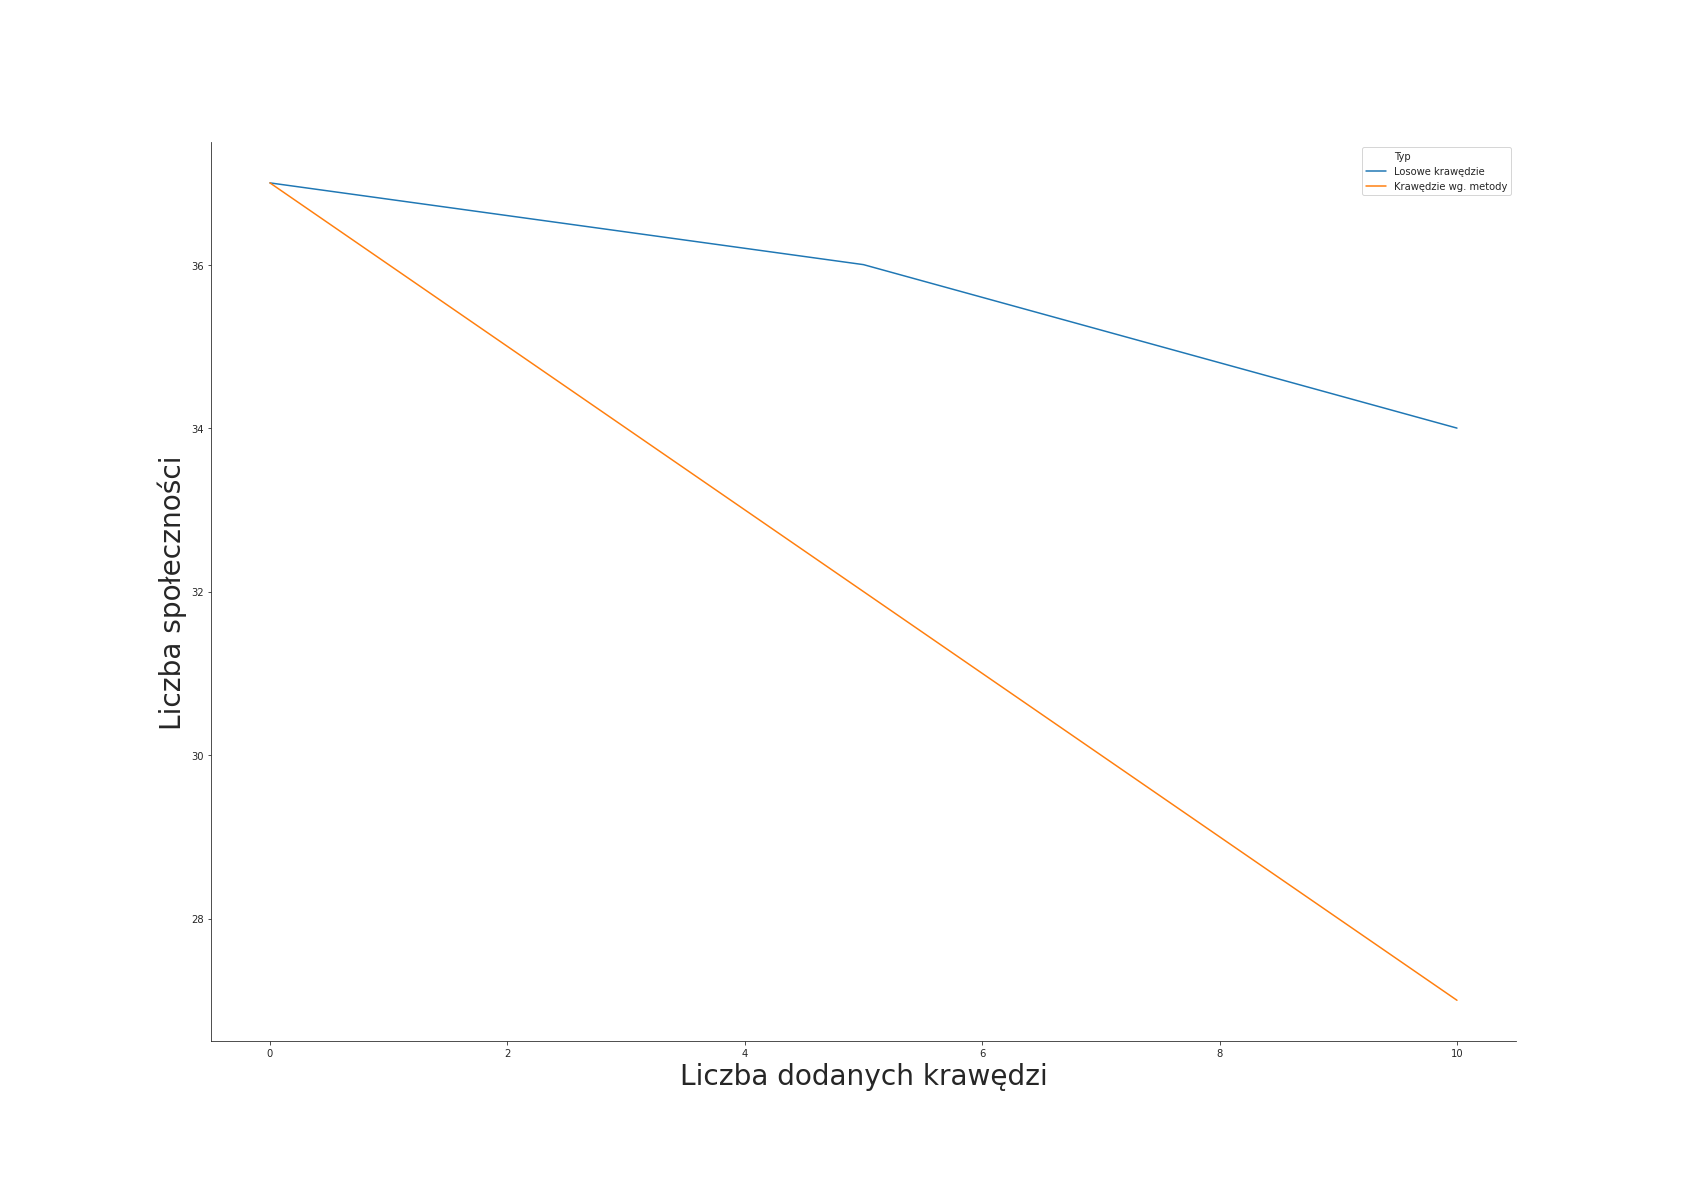 Typ
Losowe krawędzie
Krawędzie wg. metody
36
34
32
30
28
Liczba społeczności
0
2
4
6
8
10
Liczba dodanych krawędzi